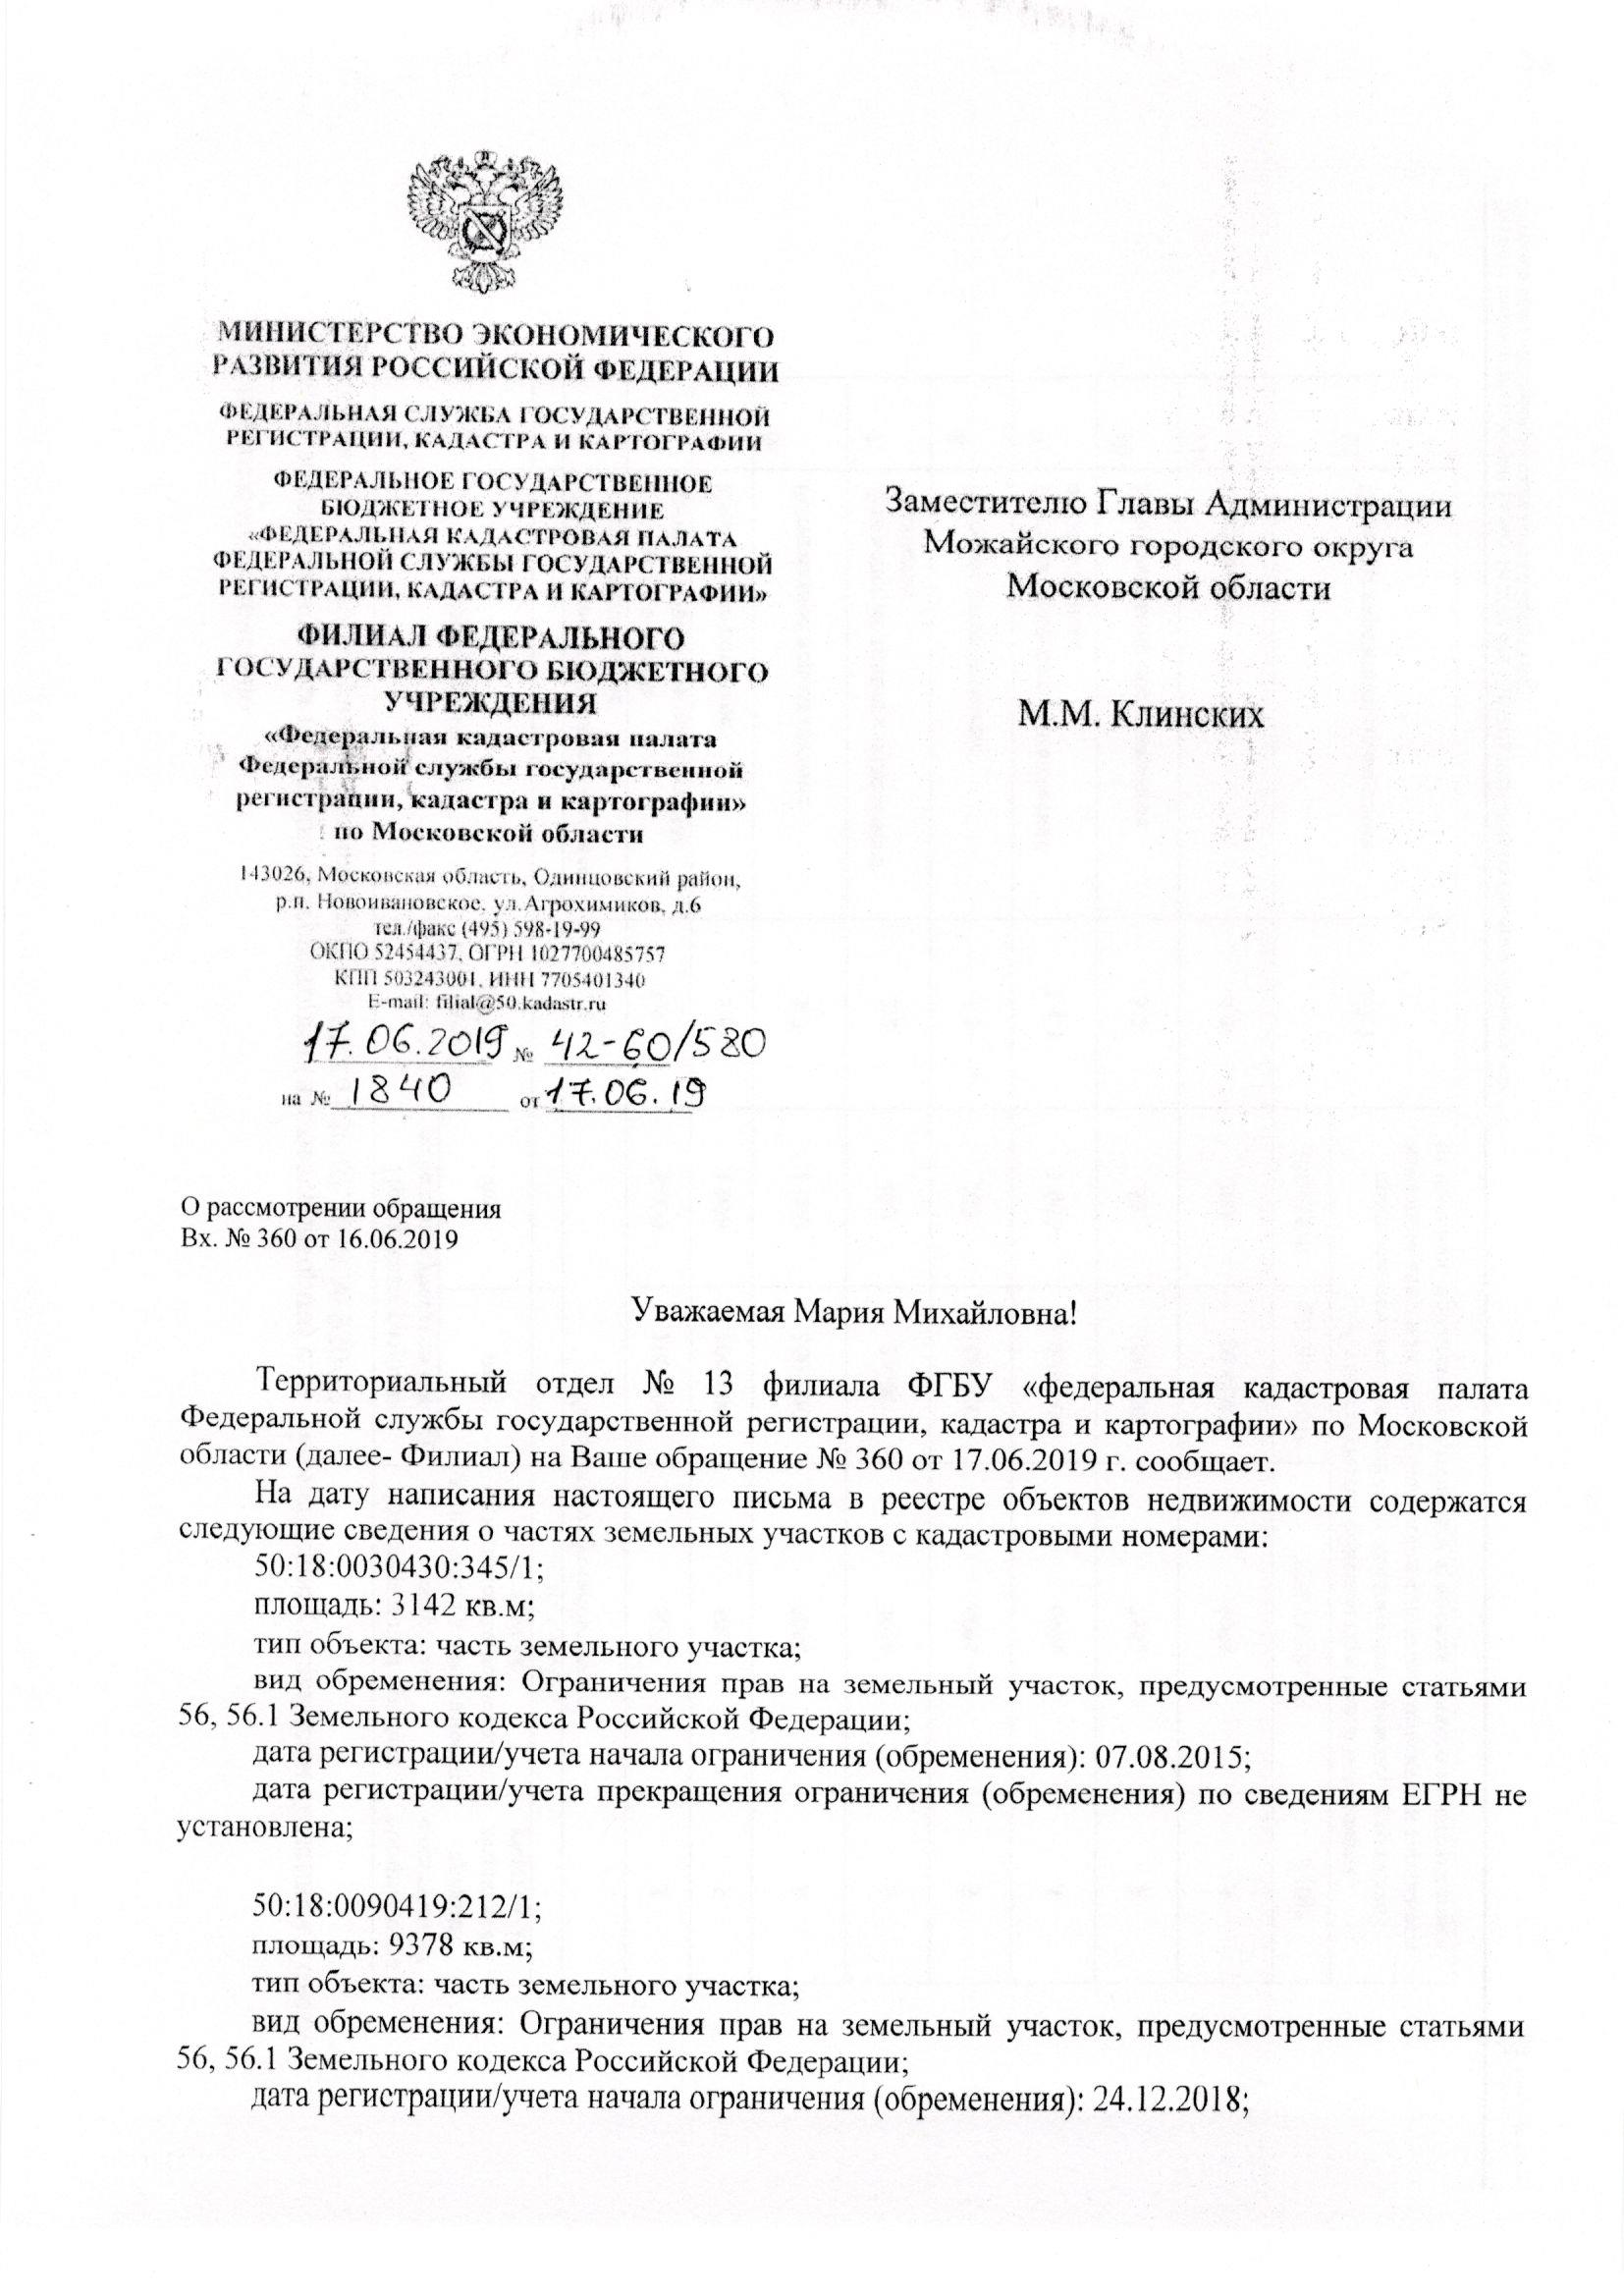 МИНИСТЕРСТВО ЭКОНОМИЧЕСКОГО
РАЗВИТИЯ РОССИЙСКОЙ ФЕДЕРАЦИИ
ФЕДЕРАЛЬНАЯ СЛУЖБА ГОСУДАРСТВЕННОЙ
РЕГИСТРАЦИИ, КАДАСТРА И КАРТОГРАФИИ
ФЕДЕРАЛЬНОЕ ГОСУДАРСТВЕННОЕ
БЮДЖЕТНОЕ УЧРЕЖДЕНИЕ
«ФЕДЕРАЛЬНАЯ КАДАСТРОВАЯ ПАЛАТА
ФЕДЕРАЛЬНОЙ СЛУЖБЫ ГОСУДАРСТВЕННОЙ
РЕГИСТРАЦИИ, КАДАСТРА И КАРТОГРАФИИ»
ФИЛИАЛ ФЕДЕРАЛЬНОГО
ГОСУДАРСТВЕННОГО БЮДЖЕТНОГО
УЧРЕЖДЕНИЯ
«Федеральная кадастровая палата
Федеральной службы государственной
регистрации, кадастра и картографии»
по Московской области
143026, Московская область, Одинцовский район,
р.п. Новоивановское, ул.Агрохимиков, д.6
тел./факс (495) 598-19-99
ОКПО 52454437, ОГРН 1027700485757
КПП 503243001, ИНН 7705401340
E-mail: filial@50.kadastr.ru
17.06.2019 № 42-60/580
на № 1840 от 17.06.19
Заместителю Главы Администрации
Можайского городского округа
Московской области
М.М. Клинских
О рассмотрении обращения
Вх. № 360 от 16.06.2019
Уважаемая Мария Михайловна!
Территориальный отдел № 13 филиала ФГБУ «федеральная кадастровая палата
Федеральной службы государственной регистрации, кадастра и картографии» по Московской
области (далее- Филиал) на Ваше обращение № 360 от 17.06.2019 г. сообщает.
На дату написания настоящего письма в реестре объектов недвижимости содержатся
следующие сведения о частях земельных участков с кадастровыми номерами:
50:18:0030430:345/1;
площадь: 3142 кв.м;
тип объекта: часть земельного участка;
вид обременения: Ограничения прав на земельный участок, предусмотренные статьями
56, 56.1 Земельного кодекса Российской Федерации;
дата регистрации/учета начала ограничения (обременения): 07.08.2015;
дата регистрации/учета прекращения ограничения (обременения) по сведениям ЕГРН не
установлена;
50:18:0090419:212/1;
площадь: 9378 кв.м;
тип объекта: часть земельного участка;
вид обременения: Ограничения прав на земельный участок, предусмотренные статьями
56, 56.1 Земельного кодекса Российской Федерации;
дата регистрации/учета начала ограничения (обременения): 24.12.2018;